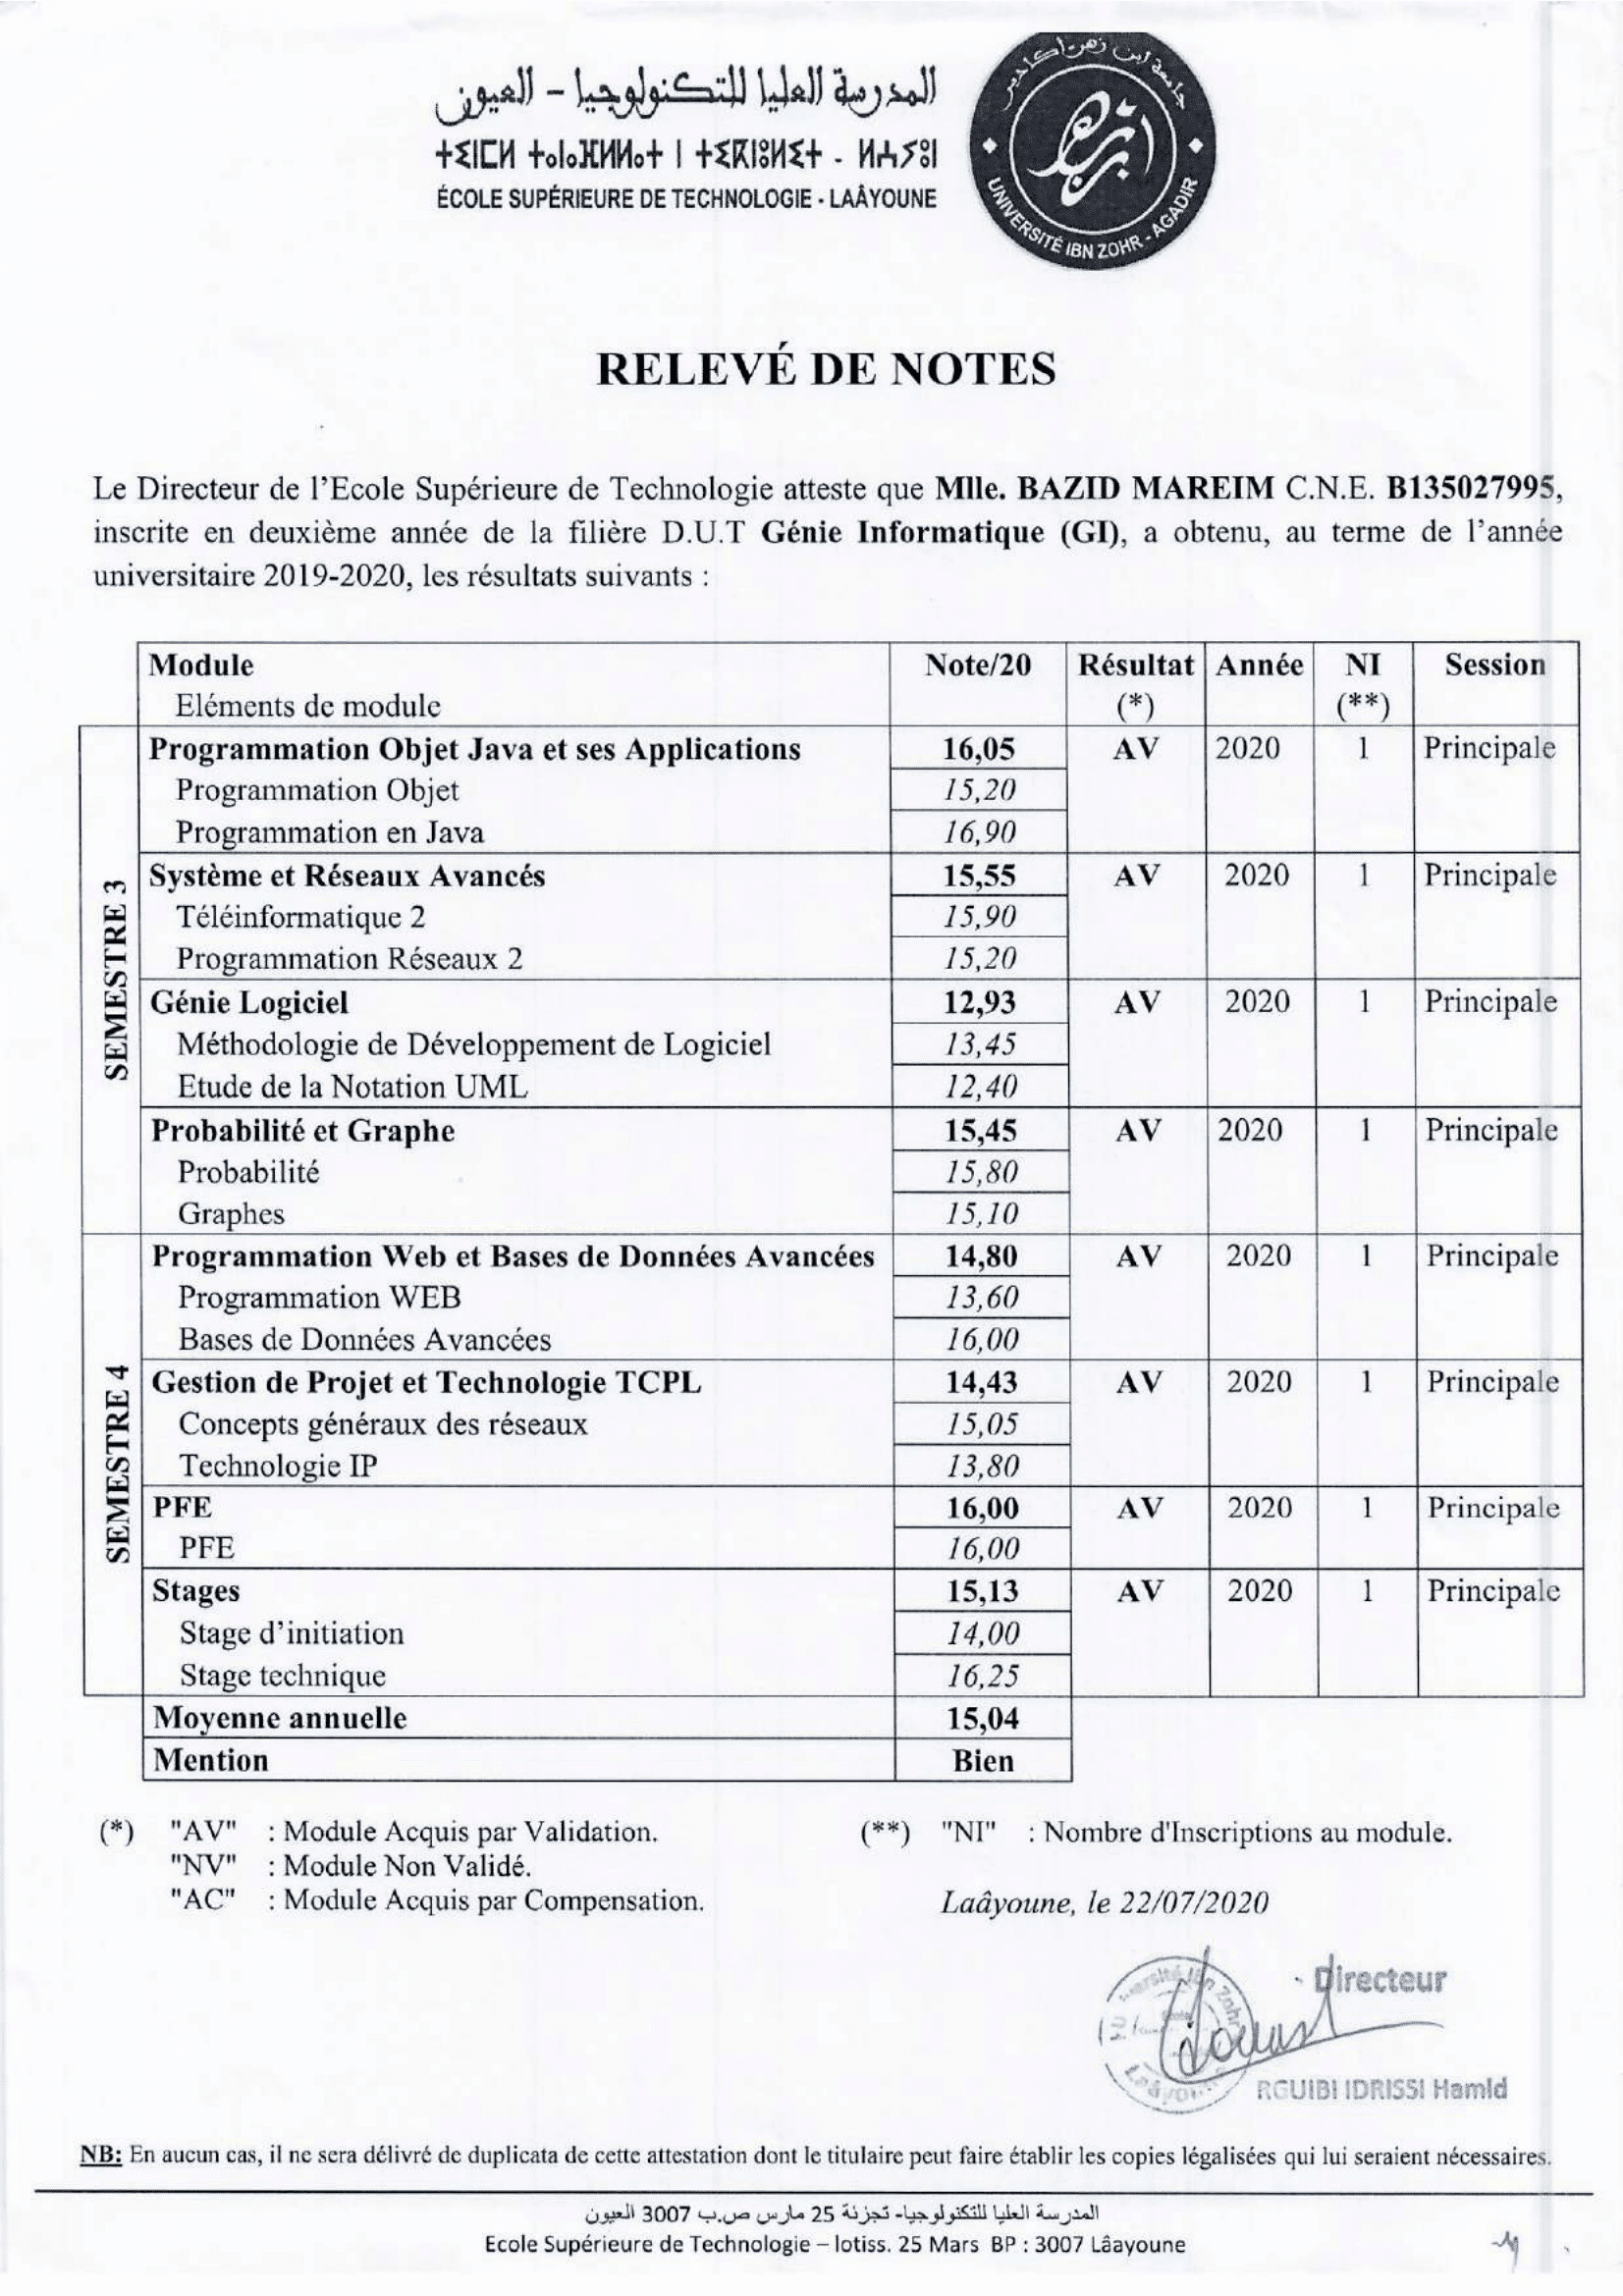 المدرسة العليا للتكنولوجيا - العيون
ⵜⵉⵏⵎⵍ ⵜⴰⵏⴰⴼⵍⵍⴰⵜ ⵏ ⵜⵉⴽⵏⵓⵍⵉⵜ - ⵍⵄⵢⵓⵏ
ÉCOLE SUPÉRIEURE DE TECHNOLOGIE - LAÂYOUNE
جامعة ابن زهر - أكادير
UNIVERSITÉ IBN ZOHR - AGADIR
RELEVÉ DE NOTES
Le Directeur de l’Ecole Supérieure de Technologie atteste que Mlle. BAZID MAREIM C.N.E. B135027995,
inscrite en deuxième année de la filière D.U.T Génie Informatique (GI), a obtenu, au terme de l’année
universitaire 2019-2020, les résultats suivants :
Module Note/20 Résultat Année NI Session
Eléments de module (*) (**)
SEMESTRE 3
Programmation Objet Java et ses Applications 16,05 AV 2020 1 Principale
Programmation Objet 15,20
Programmation en Java 16,90
Système et Réseaux Avancés 15,55 AV 2020 1 Principale
Téléinformatique 2 15,90
Programmation Réseaux 2 15,20
Génie Logiciel 12,93 AV 2020 1 Principale
Méthodologie de Développement de Logiciel 13,45
Etude de la Notation UML 12,40
Probabilité et Graphe 15,45 AV 2020 1 Principale
Probabilité 15,80
Graphes 15,10
SEMESTRE 4
Programmation Web et Bases de Données Avancées 14,80 AV 2020 1 Principale
Programmation WEB 13,60
Bases de Données Avancées 16,00
Gestion de Projet et Technologie TCPL 14,43 AV 2020 1 Principale
Concepts généraux des réseaux 15,05
Technologie IP 13,80
PFE 16,00 AV 2020 1 Principale
PFE 16,00
Stages 15,13 AV 2020 1 Principale
Stage d’initiation 14,00
Stage technique 16,25
Moyenne annuelle 15,04
Mention Bien
(*) "AV" : Module Acquis par Validation. (**) "NI" : Nombre d'Inscriptions au module.
"NV" : Module Non Validé.
"AC" : Module Acquis par Compensation. Laâyoune, le 22/07/2020
Directeur
RGUIBI IDRISSI Hamid
NB: En aucun cas, il ne sera délivré de duplicata de cette attestation dont le titulaire peut faire établir les copies légalisées qui lui seraient nécessaires.
المدرسة العليا للتكنولوجيا- تجزئة 25 مارس ص.ب 3007 العيون
Ecole Supérieure de Technologie – lotiss. 25 Mars BP : 3007 Lâayoune